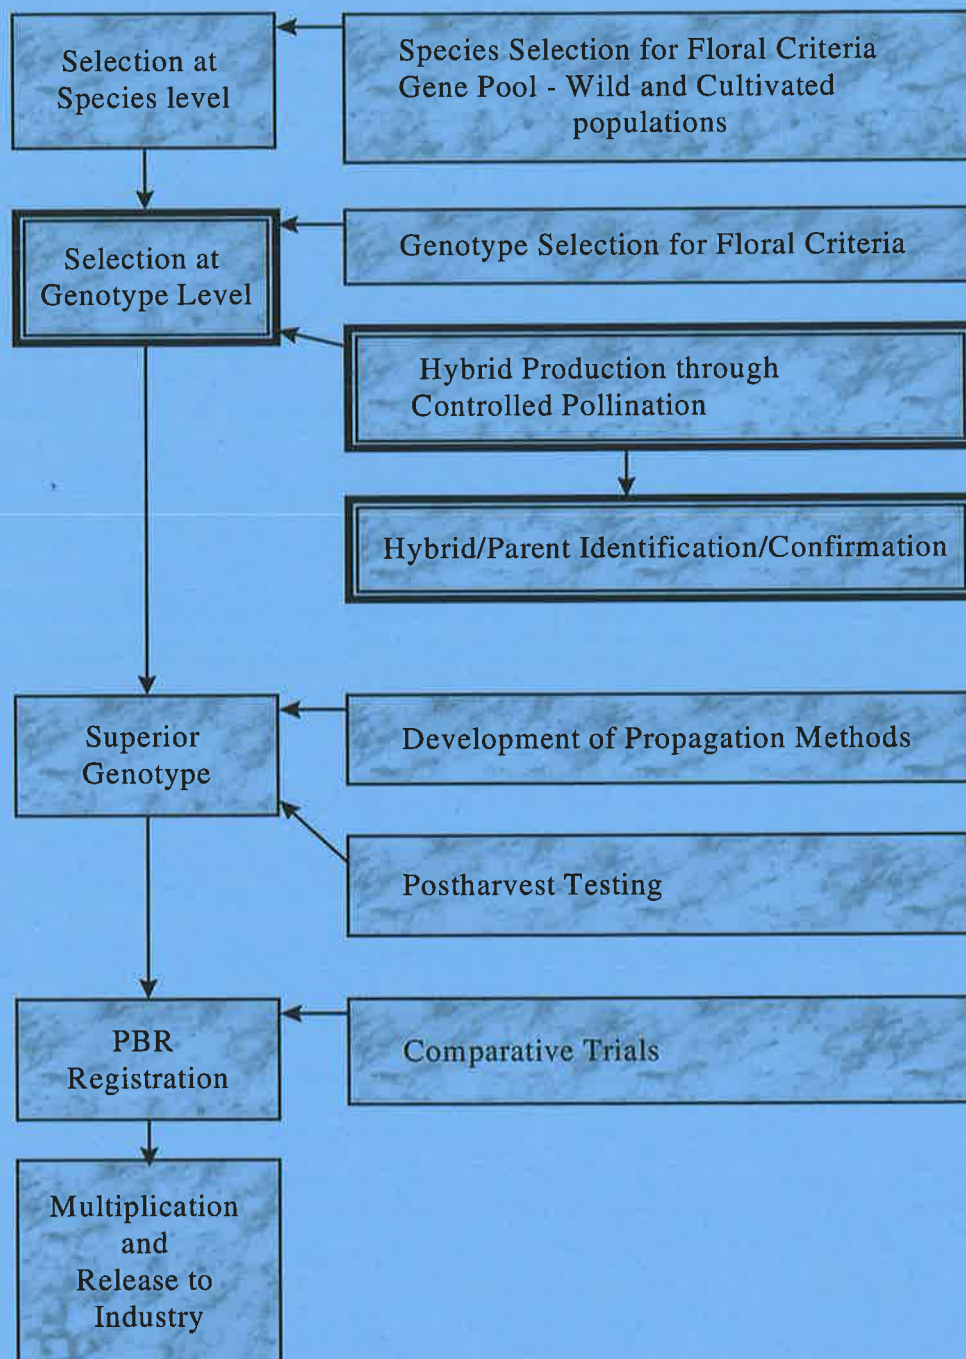 Selection at
Species level
Species Selection for Floral Criteria
Gene Pool - Wild and Cultivated
populations
Selection at
Genotype Level
Genotype Selection for Floral Criteria
Hybrid Production through
Controlled Pollination
Hybrid/Parent Identification/Confirmation
Superior
Genotype
Development of Propagation Methods
Postharvest Testing
PBR
Registration
Comparative Trials
Multiplication
and
Release to
Industry